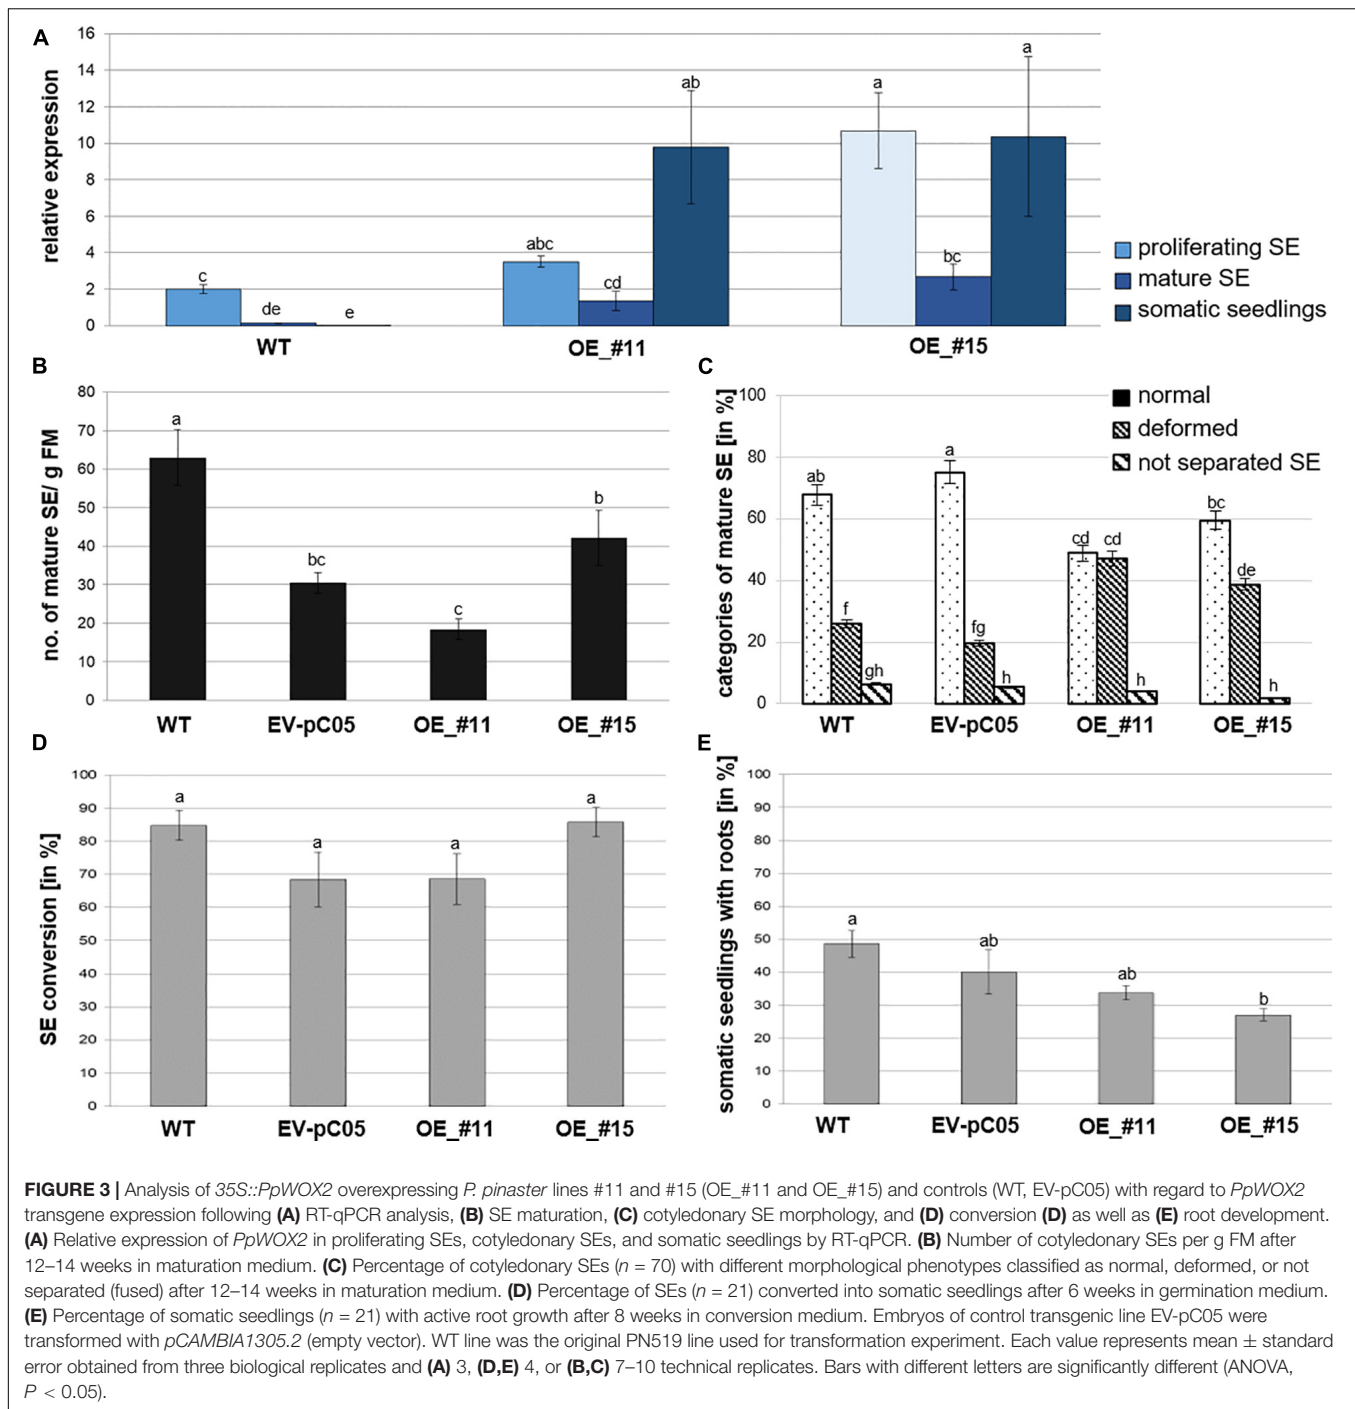 A
relative expression
16
14
12
10
8
6
4
2
0
c
de
e
abc
cd
ab
a
bc
a
WT
OE_#11
OE_#15
proliferating SE
mature SE
somatic seedlings
B
no. of mature SE/ g FM
80
70
60
50
40
30
20
10
0
a
bc
c
b
WT
EV-pC05
OE_#11
OE_#15
C
categories of mature SE [in %]
100
80
60
40
20
0
normal
deformed
not separated SE
ab
f
gh
a
fg
h
cd
cd
h
bc
de
h
WT
EV-pC05
OE_#11
OE_#15
D
SE conversion [in %]
100
90
80
70
60
50
40
30
20
10
0
a
a
a
a
WT
EV-pC05
OE_#11
OE_#15
E
somatic seedlings with roots [in %]
100
90
80
70
60
50
40
30
20
10
0
a
ab
ab
b
WT
EV-pC05
OE_#11
OE_#15
FIGURE 3 | Analysis of 35S::PpWOX2 overexpressing P. pinaster lines #11 and #15 (OE_#11 and OE_#15) and controls (WT, EV-pC05) with regard to PpWOX2
transgene expression following (A) RT-qPCR analysis, (B) SE maturation, (C) cotyledonary SE morphology, and (D) conversion (D) as well as (E) root development.
(A) Relative expression of PpWOX2 in proliferating SEs, cotyledonary SEs, and somatic seedlings by RT-qPCR. (B) Number of cotyledonary SEs per g FM after
12–14 weeks in maturation medium. (C) Percentage of cotyledonary SEs (n = 70) with different morphological phenotypes classified as normal, deformed, or not
separated (fused) after 12–14 weeks in maturation medium. (D) Percentage of SEs (n = 21) converted into somatic seedlings after 6 weeks in germination medium.
(E) Percentage of somatic seedlings (n = 21) with active root growth after 8 weeks in conversion medium. Embryos of control transgenic line EV-pC05 were
transformed with pCAMBIA1305.2 (empty vector). WT line was the original PN519 line used for transformation experiment. Each value represents mean ± standard
error obtained from three biological replicates and (A) 3, (D,E) 4, or (B,C) 7–10 technical replicates. Bars with different letters are significantly different (ANOVA,
P < 0.05).